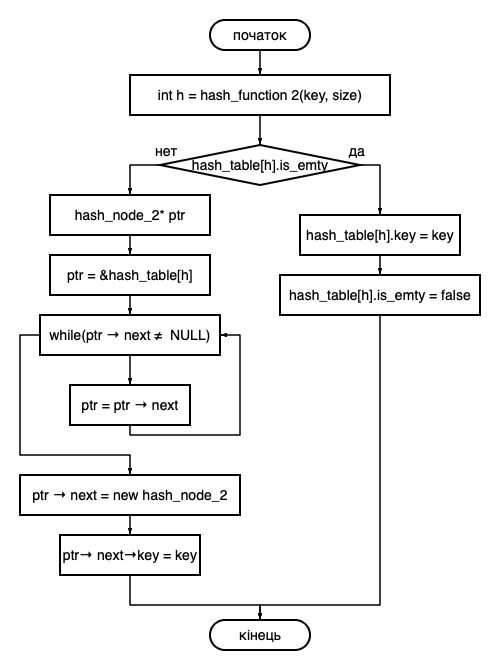 початок
int h = hash_function 2(key, size)
нет
да
hash_table[h].is_emty
hash_node_2* ptr
hash_table[h].key = key
ptr = &hash_table[h]
hash_table[h].is_emty = false
while(ptr → next ≠ NULL)
ptr = ptr → next
ptr → next = new hash_node_2
ptr→ next→key = key
кінець